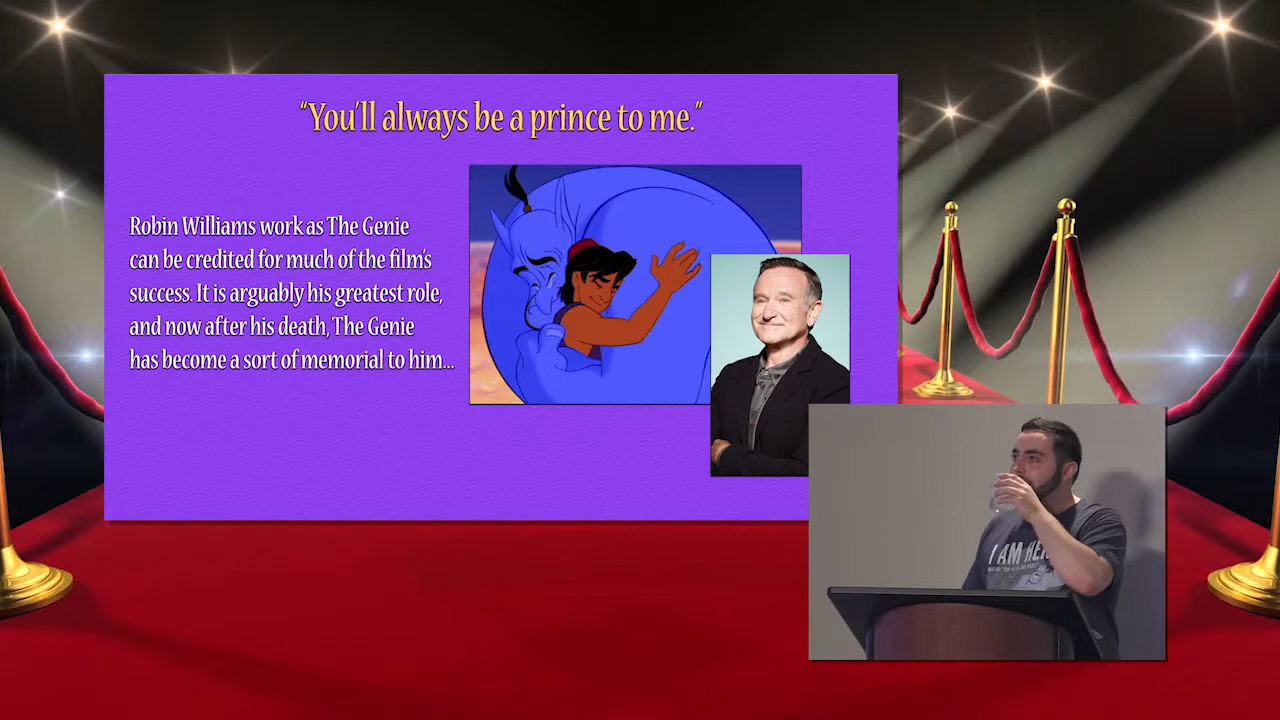 “You’ll always be a prince to me.”
Robin Williams work as The Genie
can be credited for much of the film’s
success. It is arguably his greatest role,
and now after his death, The Genie
has become a sort of memorial to him...
I AM HE